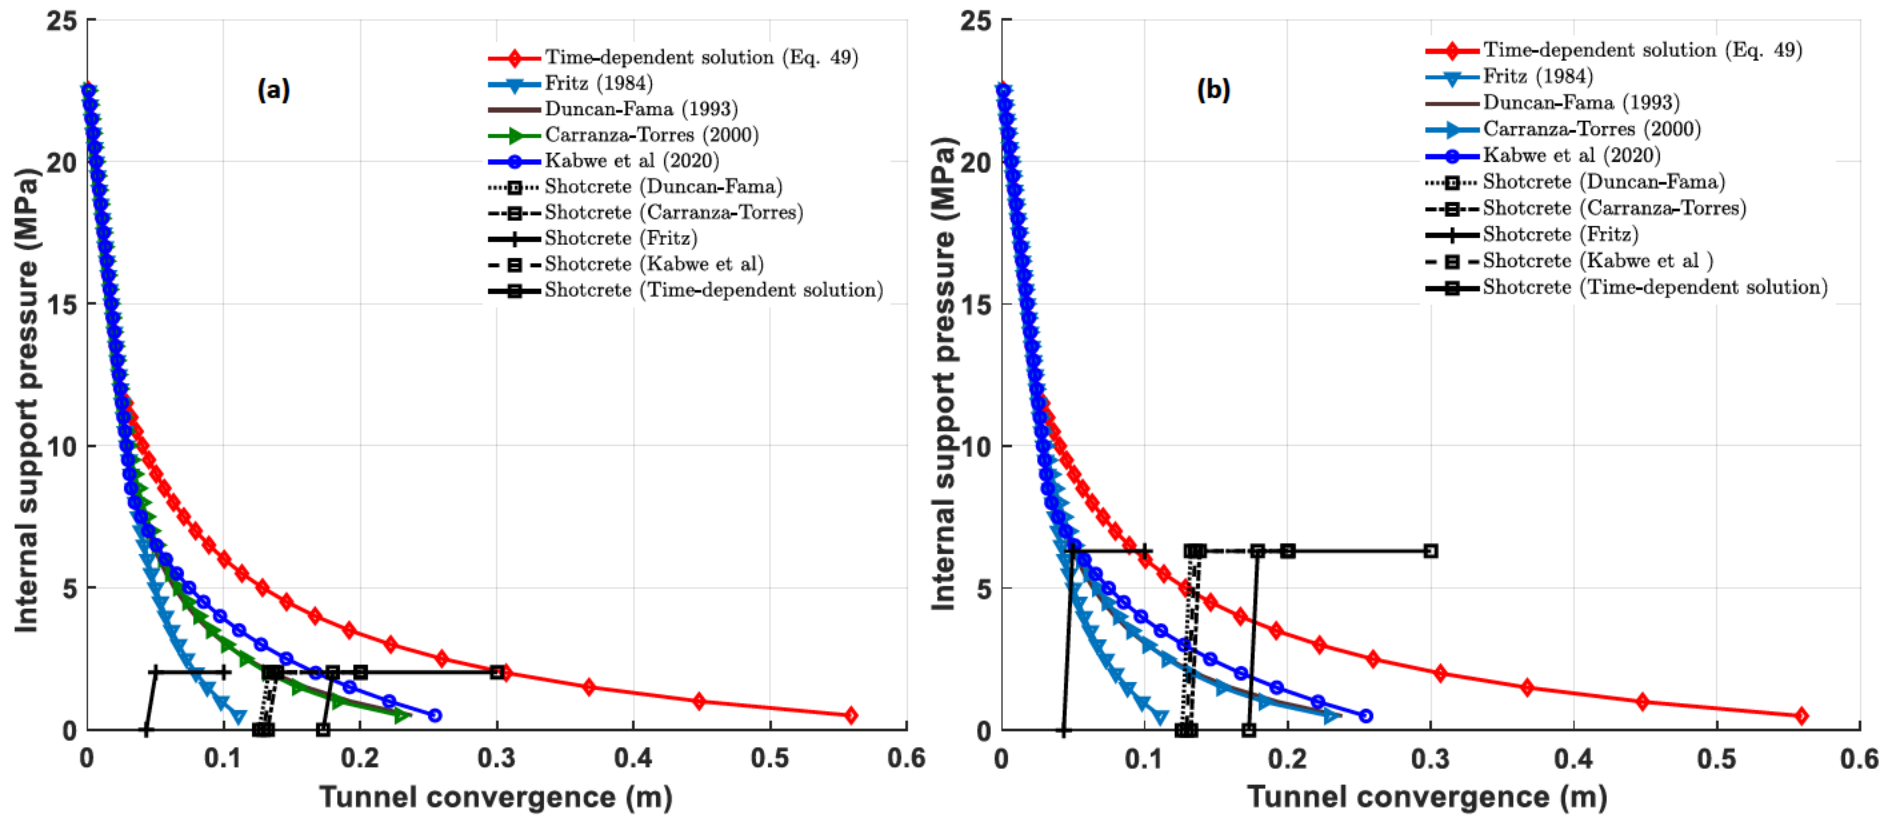 25
20
15
10
5
0
0
0.1
0.2
0.3
0.4
0.5
0.6
Internal support pressure (MPa)
Tunnel convergence (m)
(a)
Time-dependent solution (Eq. 49)
Fritz (1984)
Duncan-Fama (1993)
Carranza-Torres (2000)
Kabwe et al (2020)
Shotcrete (Duncan-Fama)
Shotcrete (Carranza-Torres)
Shotcrete (Fritz)
Shotcrete (Kabwe et al)
Shotcrete (Time-dependent solution)
25
20
15
10
5
0
0
0.1
0.2
0.3
0.4
0.5
0.6
Internal support pressure (MPa)
Tunnel convergence (m)
(b)
Time-dependent solution (Eq. 49)
Fritz (1984)
Duncan-Fama (1993)
Carranza-Torres (2000)
Kabwe et al (2020)
Shotcrete (Duncan-Fama)
Shotcrete (Carranza-Torres)
Shotcrete (Fritz)
Shotcrete (Kabwe et al )
Shotcrete (Time-dependent solution)